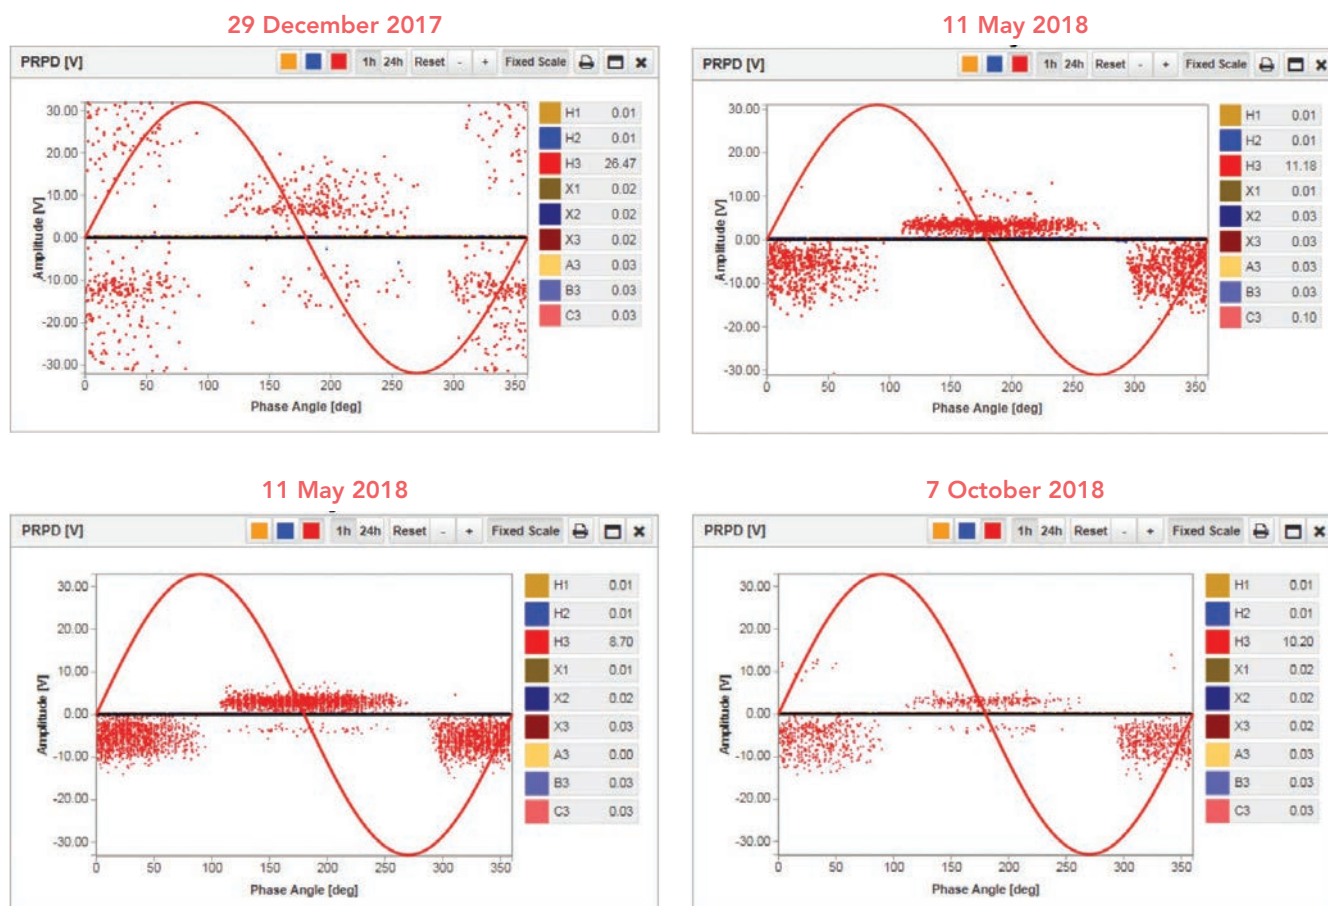 29 December 2017
PRPD [V]
1h 24h Reset - + Fixed Scale
30.00
20.00
10.00
0.00
-10.00
-20.00
-30.00
Amplitude [V]
0 50 100 150 200 250 300 350
Phase Angle [deg]
H1 0.01
H2 0.01
H3 26.47
X1 0.02
X2 0.02
X3 0.02
A3 0.03
B3 0.03
C3 0.03
11 May 2018
PRPD [V]
1h 24h Reset - + Fixed Scale
30.00
20.00
10.00
0.00
-10.00
-20.00
-30.00
Amplitude [V]
0 50 100 150 200 250 300 350
Phase Angle [deg]
H1 0.01
H2 0.01
H3 11.18
X1 0.01
X2 0.03
X3 0.03
A3 0.03
B3 0.03
C3 0.10
11 May 2018
PRPD [V]
1h 24h Reset - + Fixed Scale
30.00
20.00
10.00
0.00
-10.00
-20.00
-30.00
Amplitude [V]
0 50 100 150 200 250 300 350
Phase Angle [deg]
H1 0.01
H2 0.01
H3 8.70
X1 0.01
X2 0.02
X3 0.03
A3 0.00
B3 0.03
C3 0.03
7 October 2018
PRPD [V]
1h 24h Reset - + Fixed Scale
30.00
20.00
10.00
0.00
-10.00
-20.00
-30.00
Amplitude [V]
0 50 100 150 200 250 300 350
Phase Angle [deg]
H1 0.01
H2 0.01
H3 10.20
X1 0.02
X2 0.02
X3 0.02
A3 0.03
B3 0.03
C3 0.03